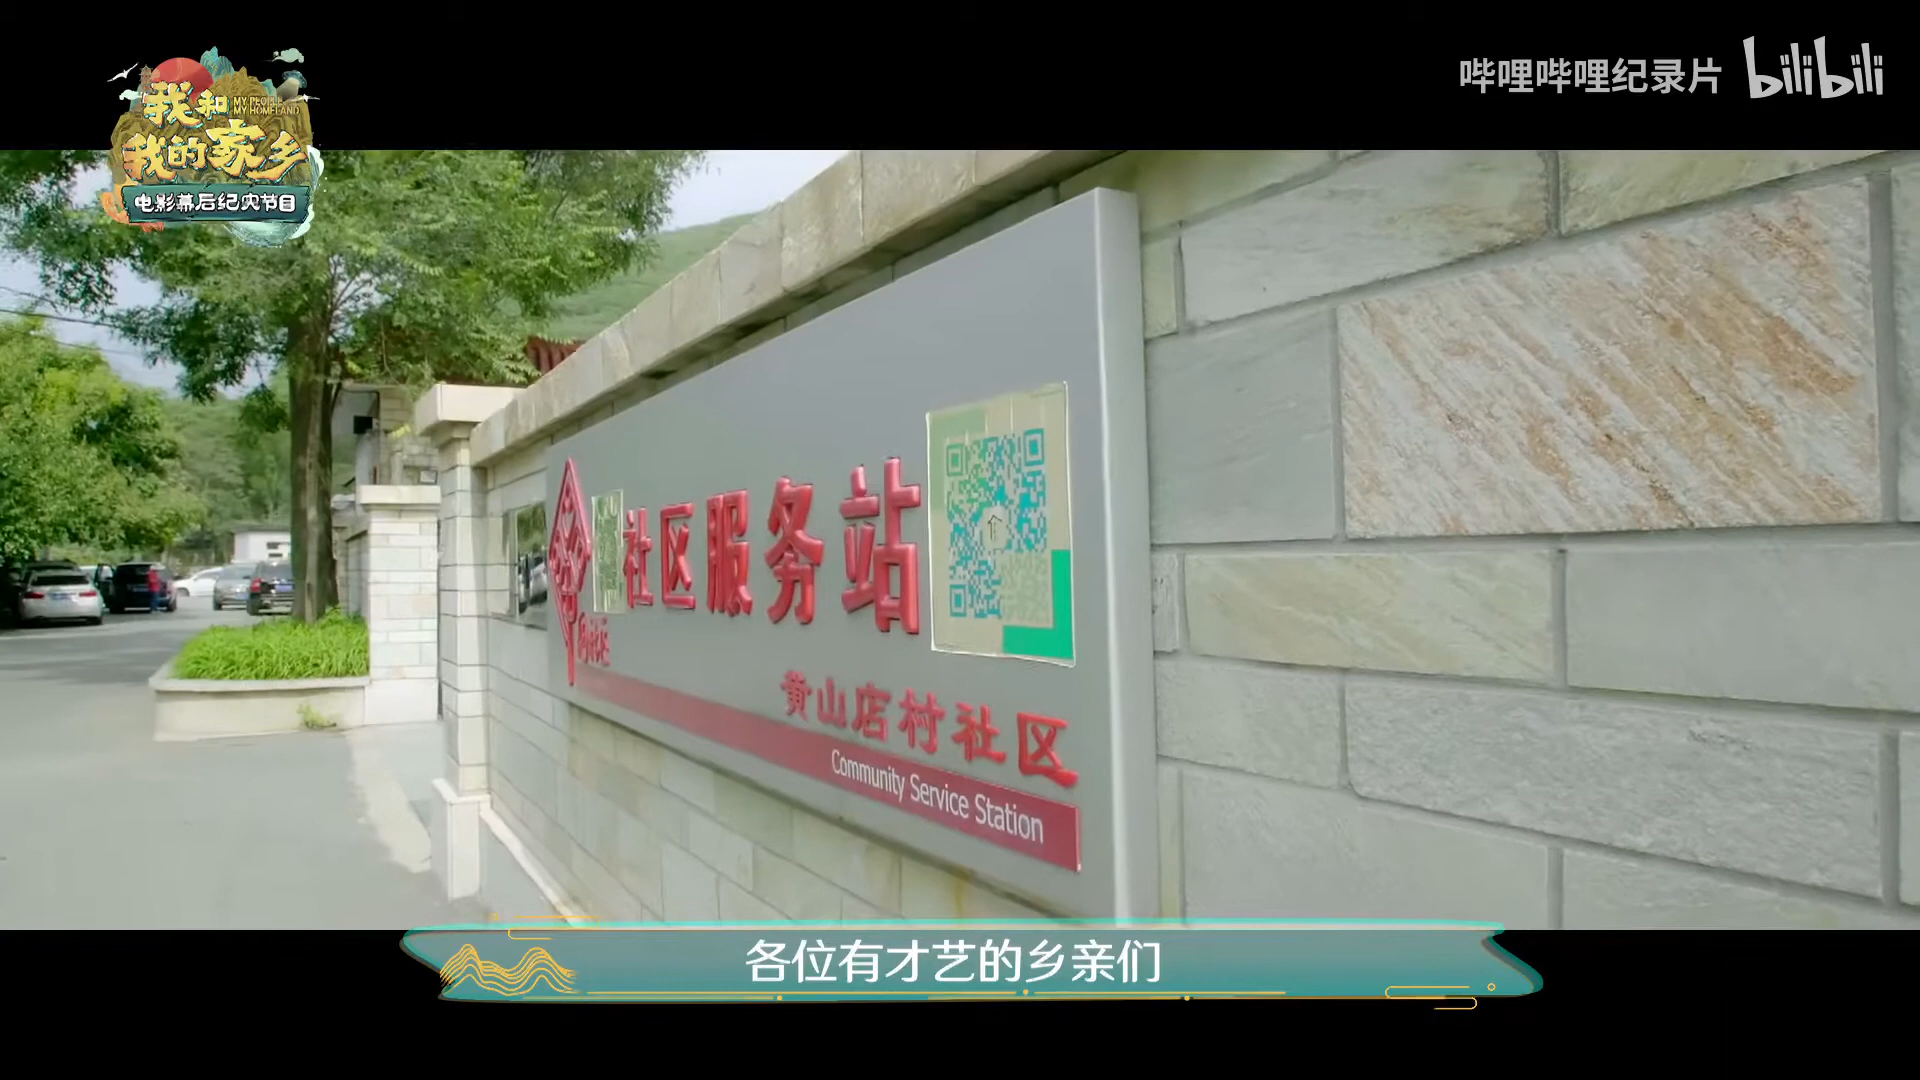 哔哩哔哩纪录片 bilibili
我和 MY PEOPLE
MY HOMELAND
我的家乡
电影幕后纪实节目
社区服务站
黄山店村社区
Community Service Station
各位有才艺的乡亲们